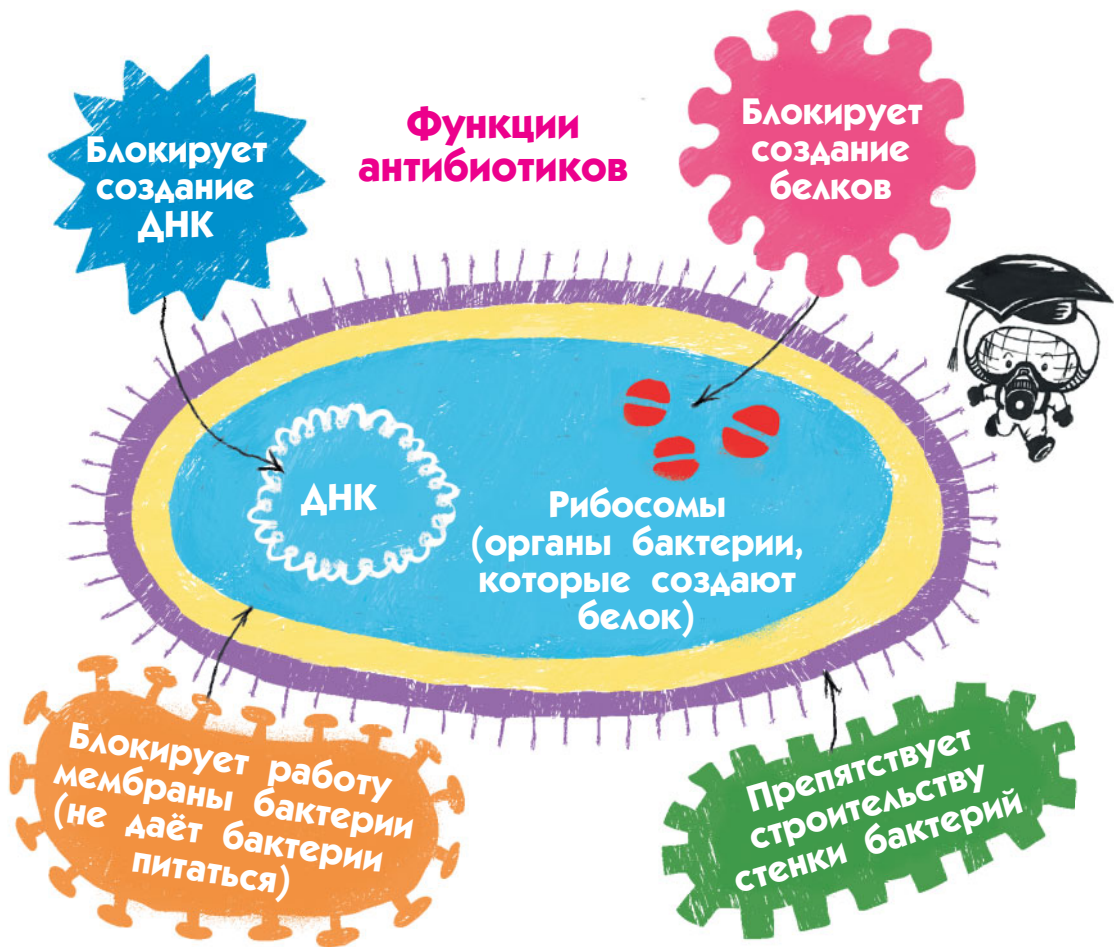 Функции
антибиотиков
Блокирует
создание
ДНК
Блокирует
создание
белков
ДНК
Рибосомы
(органы бактерии,
которые создают
белок)
Блокирует работу
мембраны бактерии
(не даёт бактерии
питаться)
Препятствует
строительству
стенки бактерий